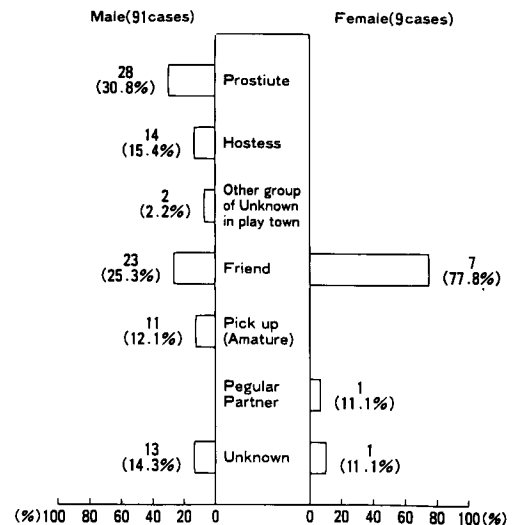 Male(91cases) Female(9cases)
28
(30.8%)
Prostiute
14
(15.4%)
Hostess
2
(2.2%)
Other group
of Unknown
in play town
23
(25.3%)
Friend
7
(77.8%)
11
(12.1%)
Pick up
(Amature)
Pegular
Partner
1
(11.1%)
13
(14.3%)
Unknown
1
(11.1%)
(%)100 80 60 40 20 0 0 20 40 60 80 100(%)